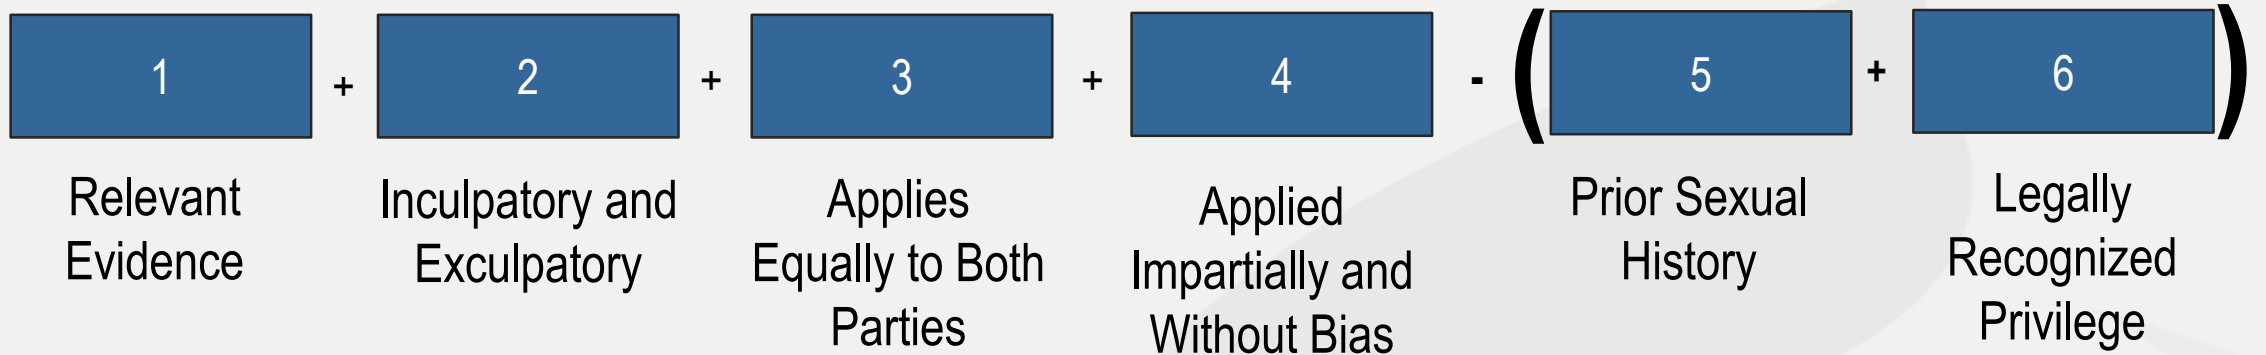 1 + 2 + 3 + 4 - ( 5 + 6 )
Relevant
Evidence
Inculpatory and
Exculpatory
Applies
Equally to Both
Parties
Applied
Impartially and
Without Bias
Prior Sexual
History
Legally
Recognized
Privilege